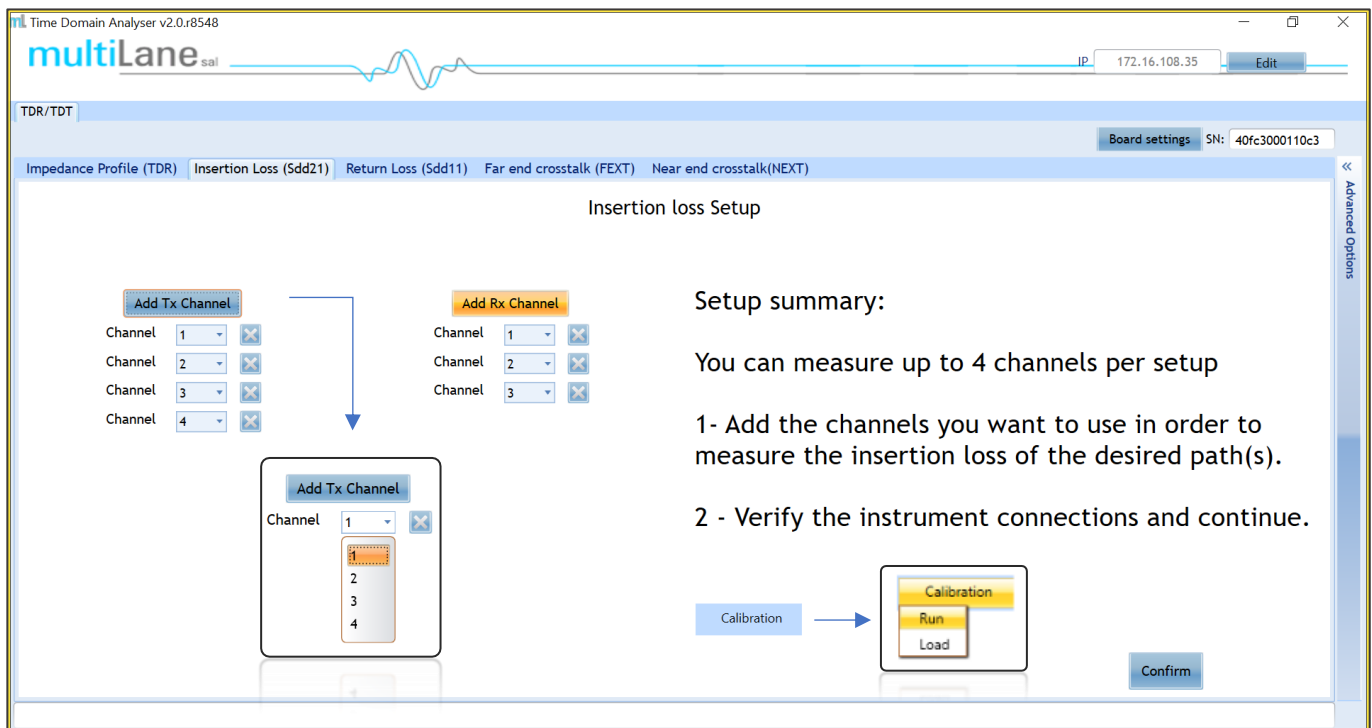 Time Domain Analyser v2.0.r8548
multiLane sal
IP 172.16.108.35 Edit
TDR/TDT
Board settings SN: 40fc3000110c3
Impedance Profile (TDR) Insertion Loss (Sdd21) Return Loss (Sdd11) Far end crosstalk (FEXT) Near end crosstalk(NEXT)
Advanced Options
Insertion loss Setup
Add Tx Channel
Channel 1
Channel 2
Channel 3
Channel 4
Add Rx Channel
Channel 1
Channel 2
Channel 3
Add Tx Channel
Channel 1
1
2
3
4
Setup summary:
You can measure up to 4 channels per setup
1- Add the channels you want to use in order to
measure the insertion loss of the desired path(s).
2 - Verify the instrument connections and continue.
Calibration
Calibration
Run
Load
Confirm